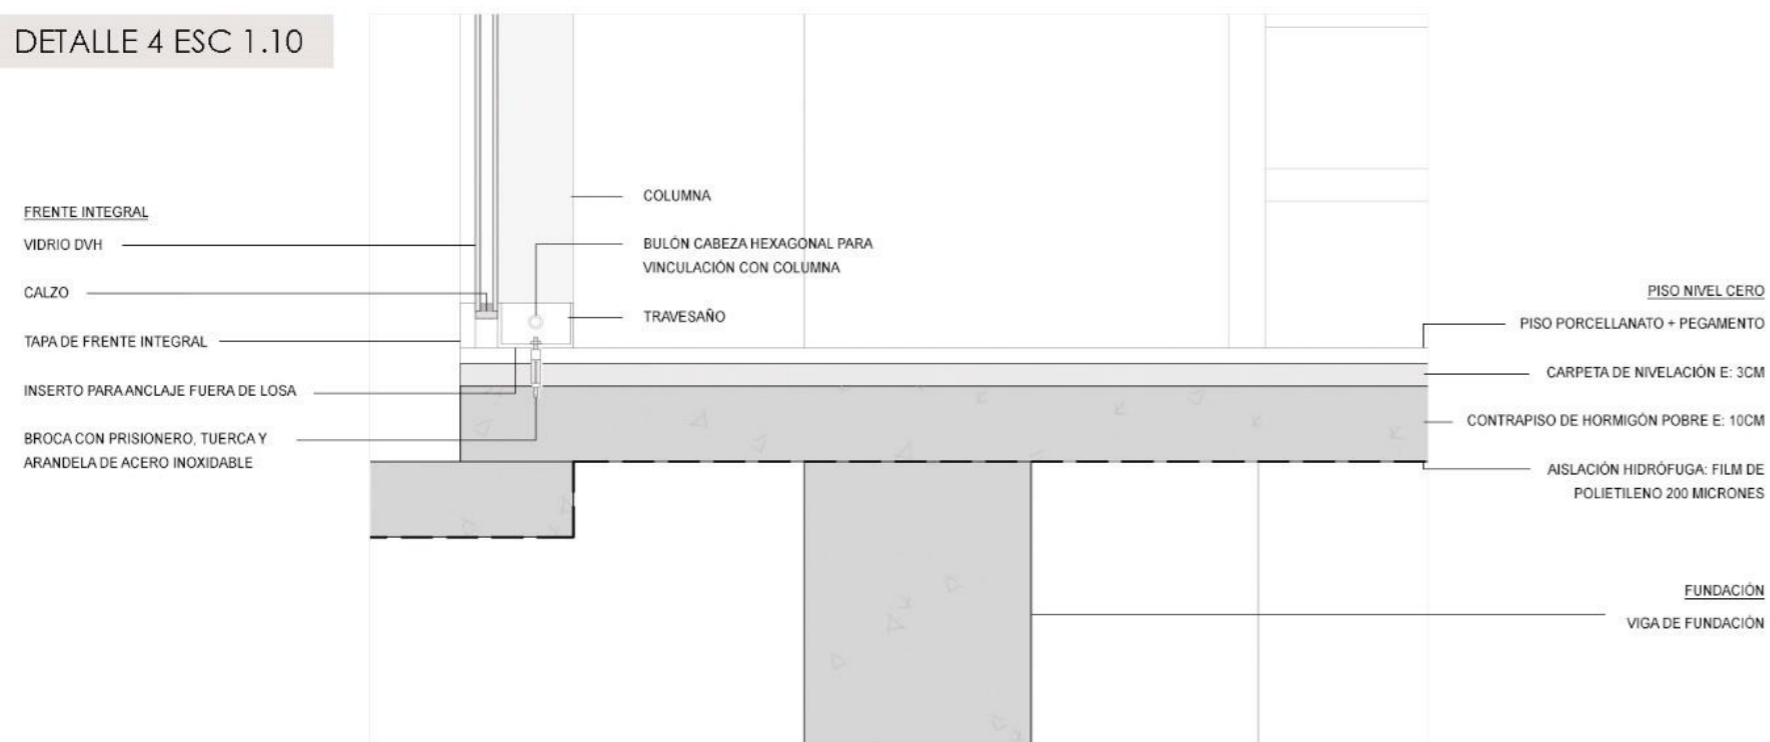 DETALLE 4 ESC 1.10
FRENTE INTEGRAL
VIDRIO DVH
CALZO
TAPA DE FRENTE INTEGRAL
INSERTO PARA ANCLAJE FUERA DE LOSA
BROCA CON PRISIONERO, TUERCA Y
ARANDELA DE ACERO INOXIDABLE
COLUMNA
BULÓN CABEZA HEXAGONAL PARA
VINCULACIÓN CON COLUMNA
TRAVESAÑO
PISO NIVEL CERO
PISO PORCELLANATO + PEGAMENTO
CARPETA DE NIVELACIÓN E: 3CM
CONTRAPISO DE HORMIGÓN POBRE E: 10CM
AISLACIÓN HIDRÓFUGA: FILM DE
POLIETILENO 200 MICRONES
FUNDACIÓN
VIGA DE FUNDACIÓN